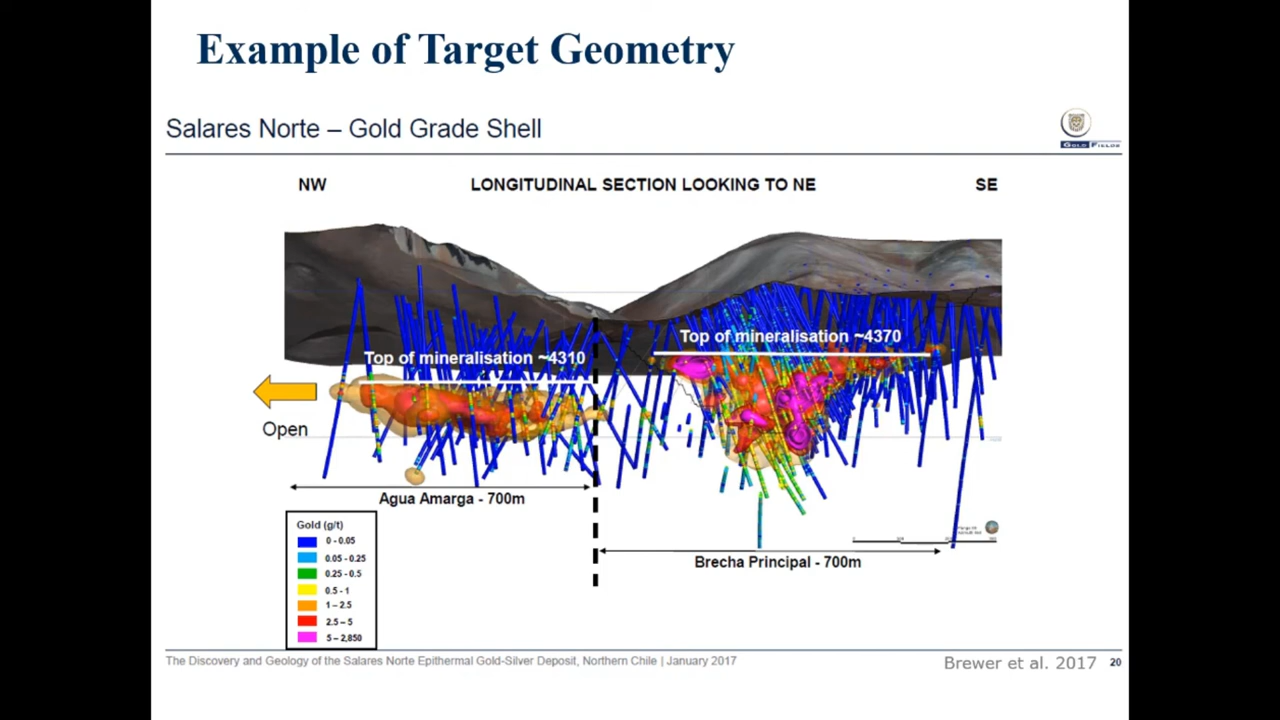 Example of Target Geometry
Salares Norte – Gold Grade Shell
GOLD FIELDS
NW
LONGITUDINAL SECTION LOOKING TO NE
SE
Top of mineralisation ~4370
Top of mineralisation ~4310
Open
Agua Amarga - 700m
Brecha Principal - 700m
Gold (g/t)
0 - 0.05
0.05 - 0.25
0.25 - 0.5
0.5 - 1
1 – 2.5
2.5 – 5
5 – 2,850
The Discovery and Geology of the Salares Norte Epithermal Gold-Silver Deposit, Northern Chile | January 2017
Brewer et al. 2017
20